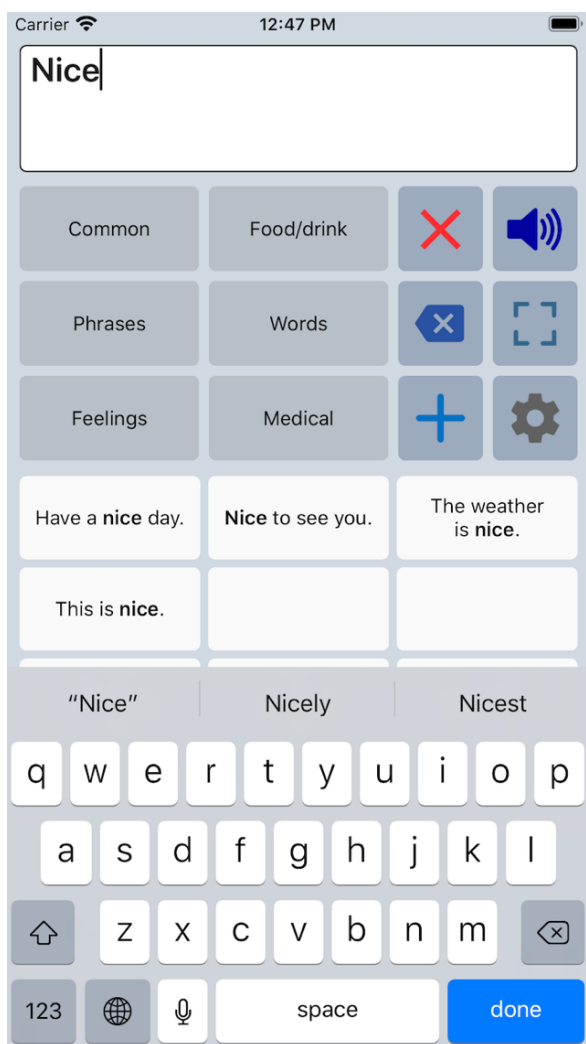 Carrier 12:47 PM
Nice
Common Food/drink
Phrases Words
Feelings Medical
Have a nice day. Nice to see you. The weather
is nice.
This is nice.
“Nice” Nicely Nicest
q w e r t y u i o p
a s d f g h j k l
z x c v b n m
123 space done